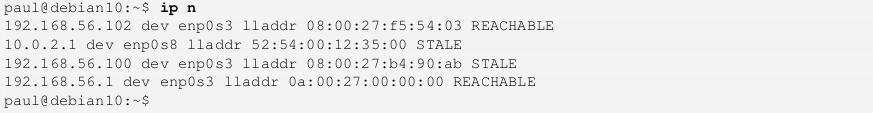 paul@debian10:~$ ip n
192.168.56.102 dev enp0s3 lladdr 08:00:27:f5:54:03 REACHABLE
10.0.2.1 dev enp0s8 lladdr 52:54:00:12:35:00 STALE
192.168.56.100 dev enp0s3 lladdr 08:00:27:b4:90:ab STALE
192.168.56.1 dev enp0s3 lladdr 0a:00:27:00:00:00 REACHABLE
paul@debian10:~$